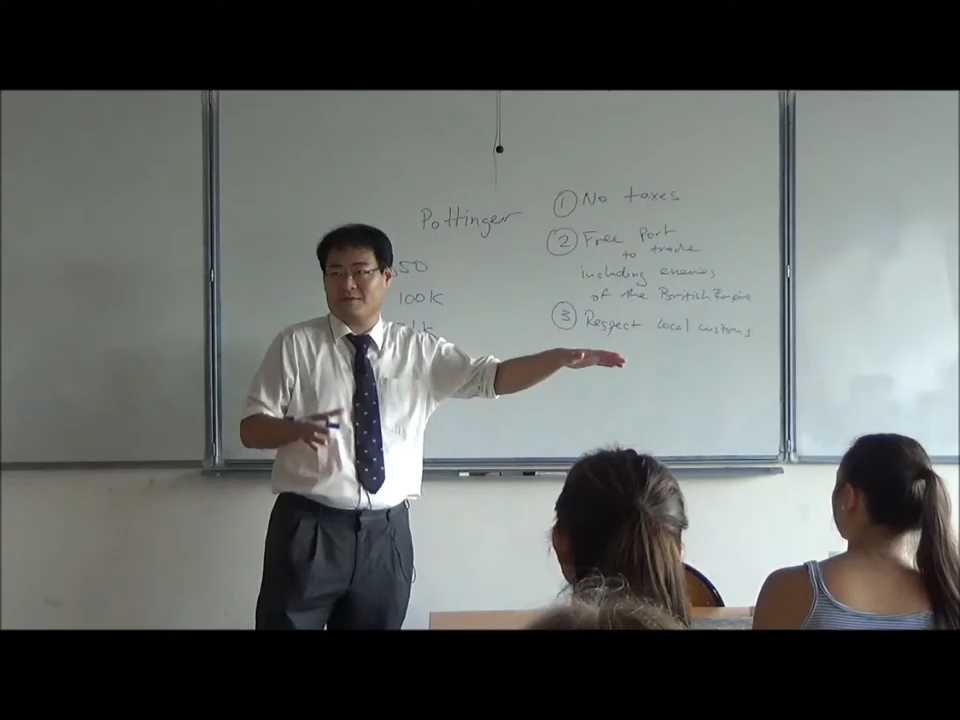 Pottinger
50
100K
① No taxes
② Free Port
to trade
including enemies
of the British Empire
③ Respect Local customs